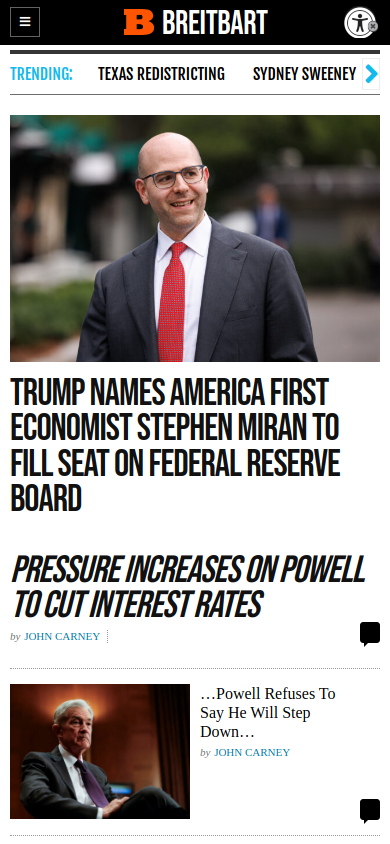 B BREITBART
TRENDING: TEXAS REDISTRICTING SYDNEY SWEENEY
TRUMP NAMES AMERICA FIRST
ECONOMIST STEPHEN MIRAN TO
FILL SEAT ON FEDERAL RESERVE
BOARD
PRESSURE INCREASES ON POWELL
TO CUT INTEREST RATES
by JOHN CARNEY
…Powell Refuses To
Say He Will Step
Down…
by JOHN CARNEY